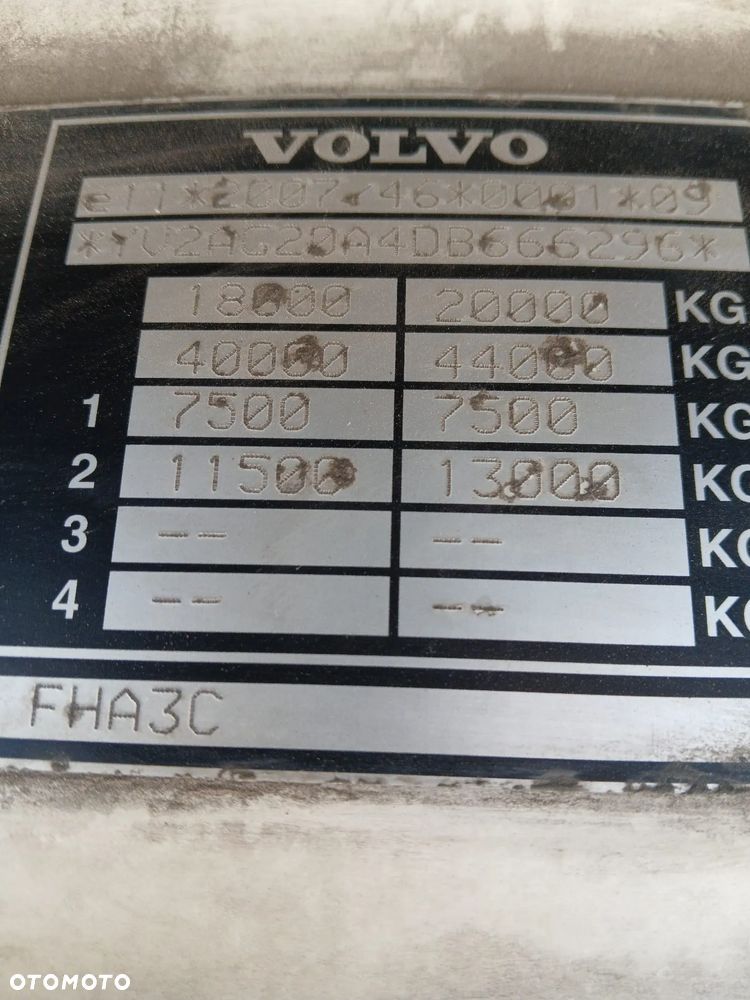 VOLVO
e11*2007/46*0001*09
*YV2AG20A4DB666296*
18000 20000 KG
40000 44000 KG
1 7500 7500 KG
2 11500 13000 KG
3 -- -- KG
4 -- -- KG
FHA3C
OTOMOTO